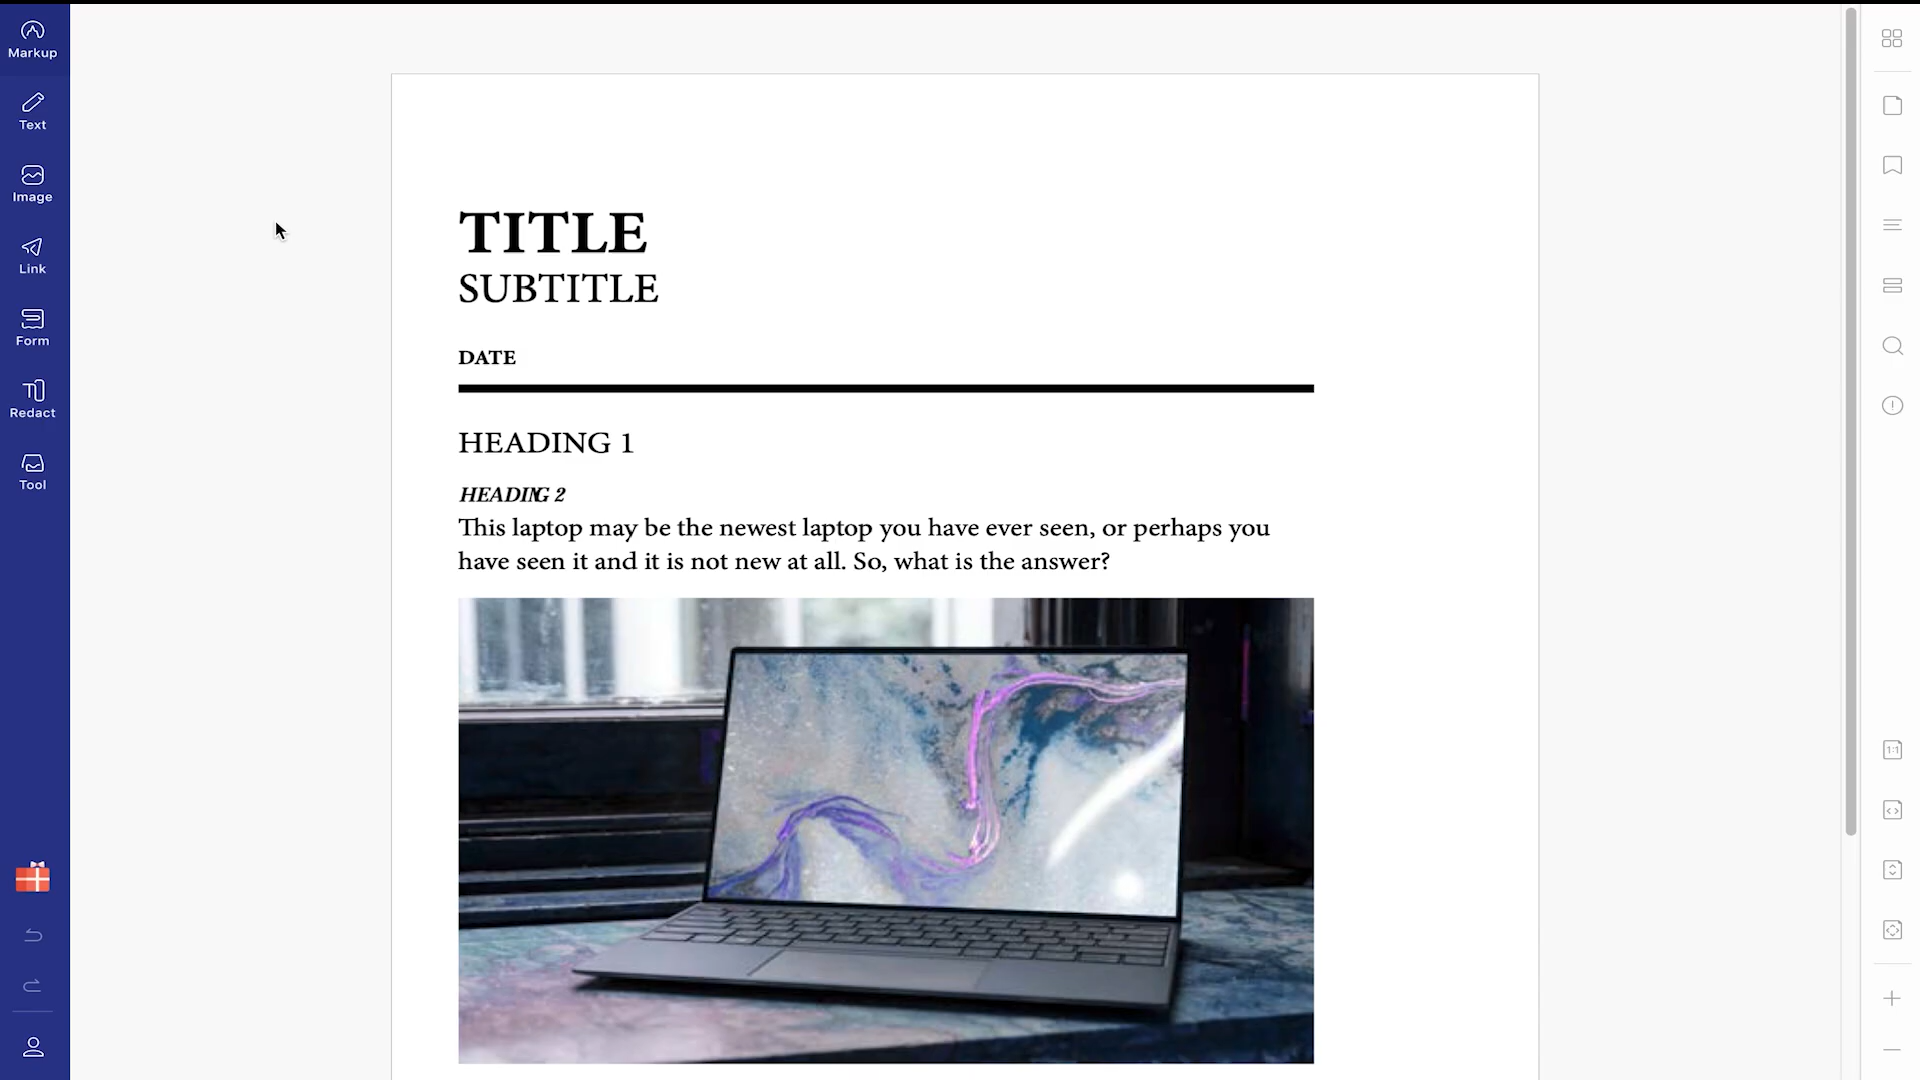 Markup
Text
Image
Link
Form
Redact
Tool
TITLE
SUBTITLE
DATE
HEADING 1
HEADING 2
This laptop may be the newest laptop you have ever seen, or perhaps you
have seen it and it is not new at all. So, what is the answer?
1:1